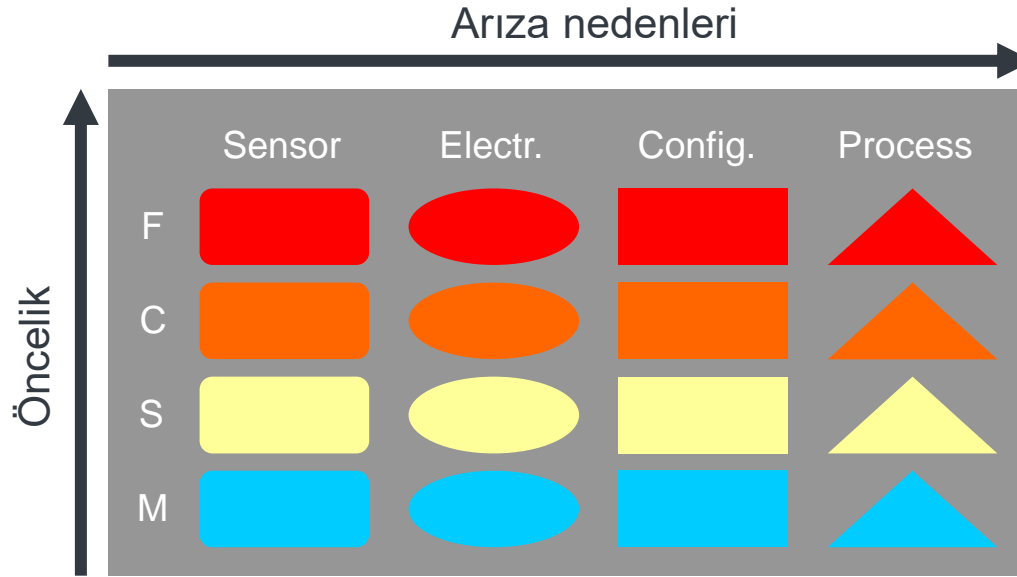 Arıza nedenleri
Öncelik
Sensor Electr. Config. Process
F
C
S
M